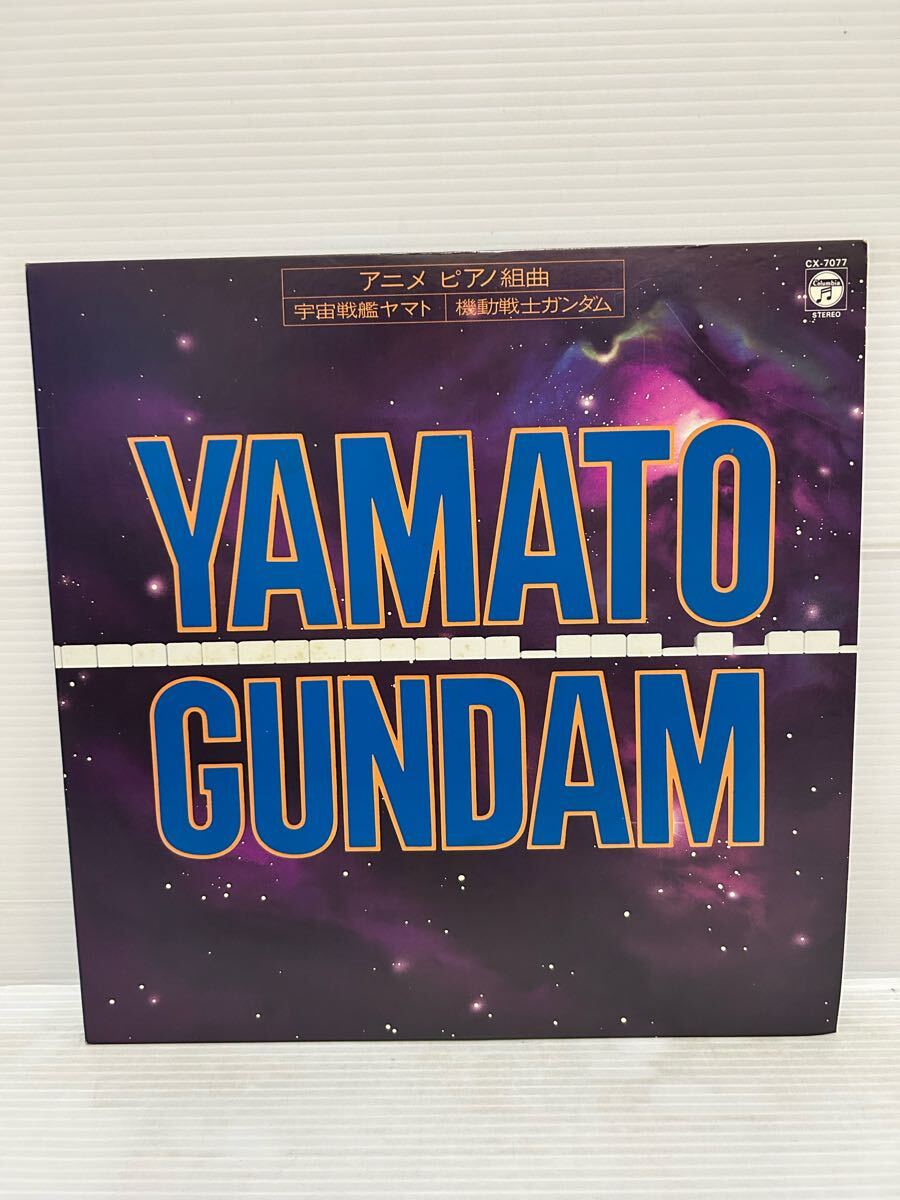 アニメ ピアノ組曲
宇宙戦艦ヤマト 機動戦士ガンダム
CX-7077
Columbia
STEREO
YAMATO
GUNDAM